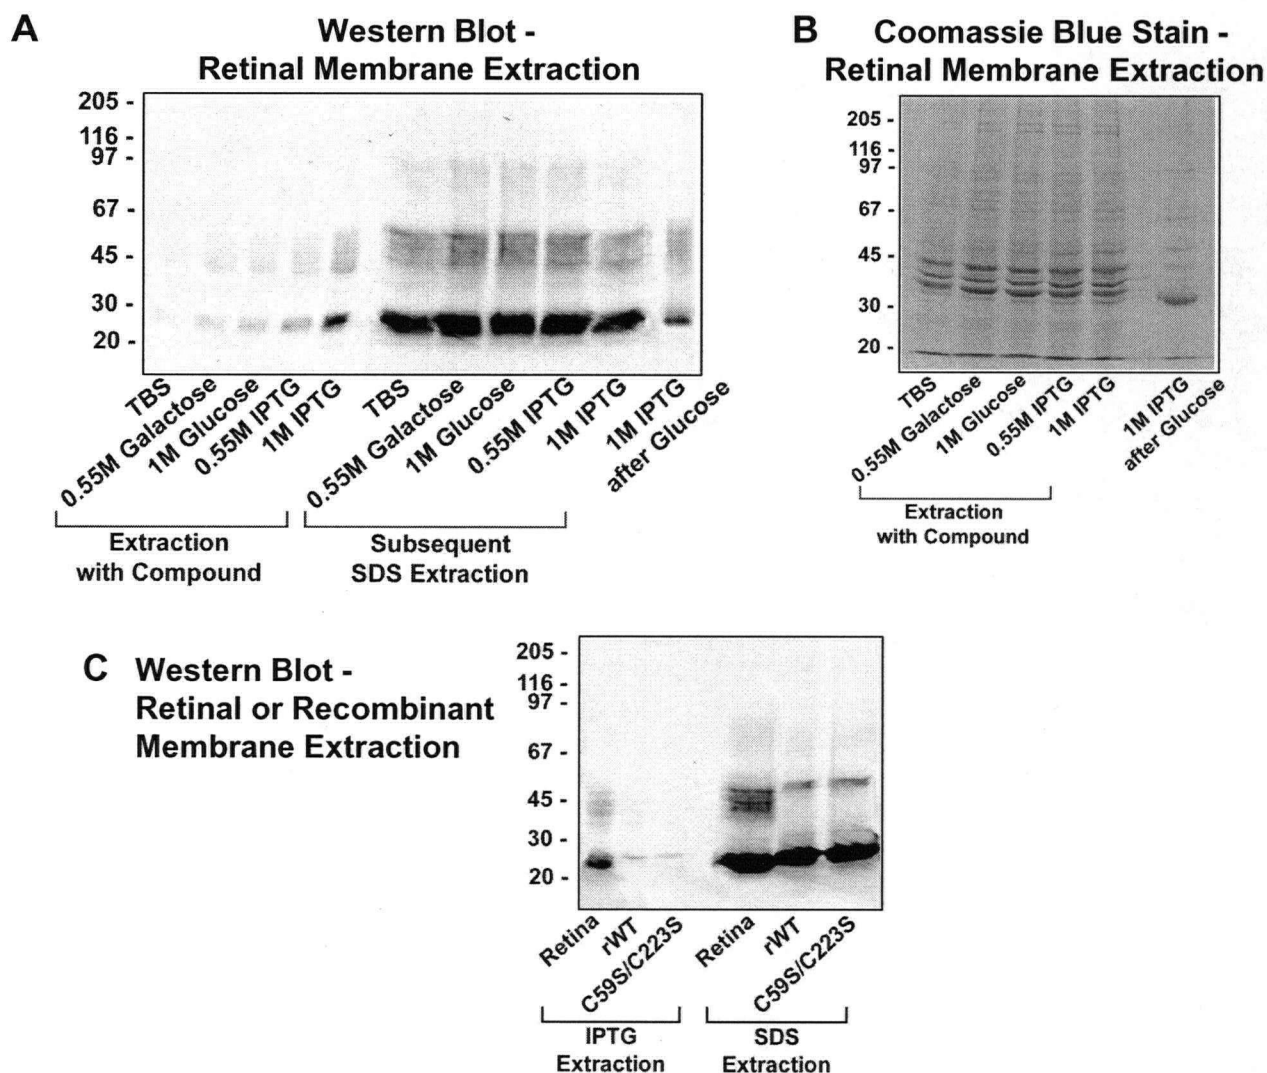 A
Western Blot -
Retinal Membrane Extraction
205 -
116 -
97 -
67 -
45 -
30 -
20 -
TBS
0.55M Galactose
1M Glucose
0.55M IPTG
1M IPTG
TBS
0.55M Galactose
1M Glucose
0.55M IPTG
1M IPTG
1M IPTG
after Glucose
Extraction
with Compound
Subsequent
SDS Extraction
B
Coomassie Blue Stain -
Retinal Membrane Extraction
205 -
116 -
97 -
67 -
45 -
30 -
20 -
TBS
0.55M Galactose
1M Glucose
0.55M IPTG
1M IPTG
1M IPTG
after Glucose
Extraction
with Compound
C
Western Blot -
Retinal or Recombinant
Membrane Extraction
205 -
116 -
97 -
67 -
45 -
30 -
20 -
Retina
rWT
C59S/C223S
Retina
rWT
C59S/C223S
IPTG
Extraction
SDS
Extraction